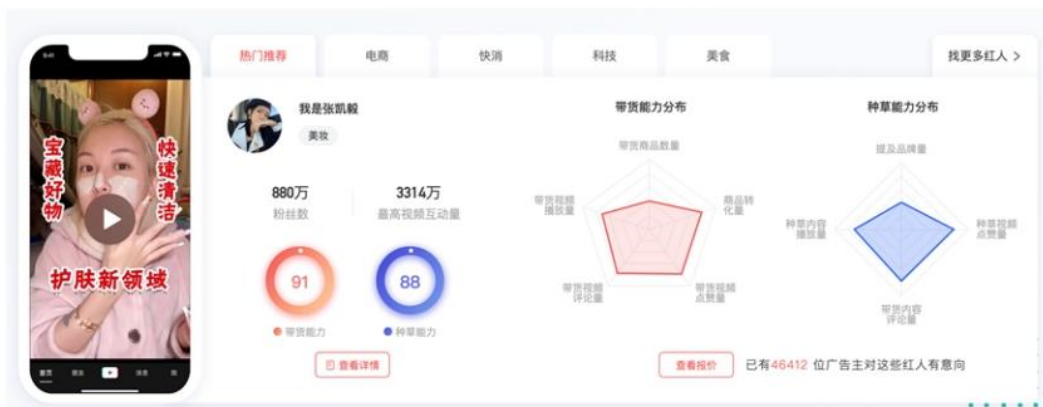 9:41
热门推荐
电商
快消
科技
美食
找更多红人 >
宝藏好物
快速清洁
护肤新领域
首页
朋友
消息
我是张凯毅
美妆
880万
粉丝数
3314万
最高视频互动量
91
88
带货能力
种草能力
查看详情
带货能力分布
带货商品数量
带货视频
播放量
商品转
化量
带货视频
评论量
带货视频
点赞量
种草能力分布
提及品牌量
种草内容
播放量
种草视频
点赞量
带货内容
评论量
查看报价
已有46412 位广告主对这些红人有意向